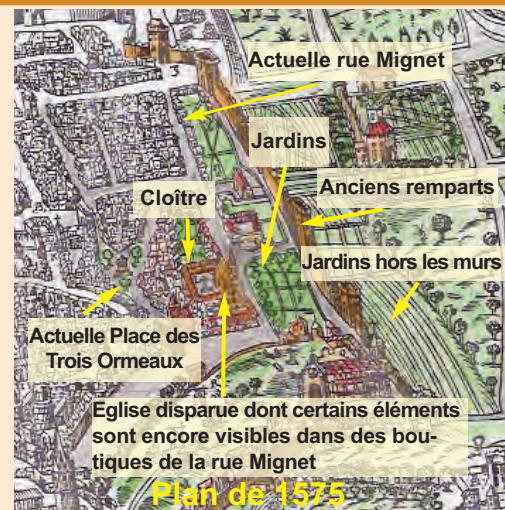 Actuelle rue Mignet
3
Jardins
Cloître
Anciens remparts
Jardins hors les murs
Actuelle Place des
Trois Ormeaux
Eglise disparue dont certains éléments
sont encore visibles dans des bou-
tiques de la rue Mignet
Plan de 1575